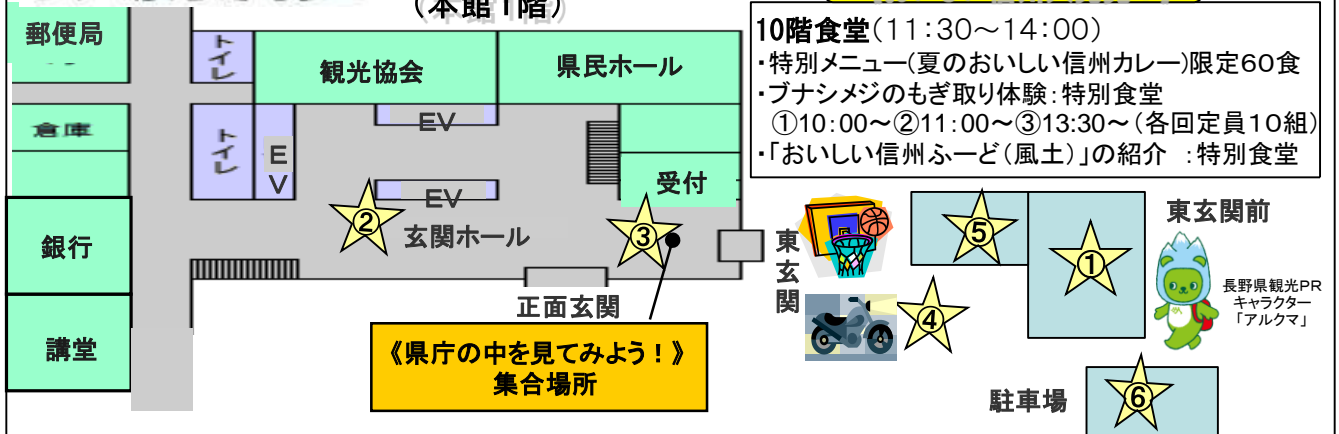 (本館1階)
郵便局
トイレ
観光協会
県民ホール
10階食堂(11:30～14:00)
・特別メニュー(夏のおいしい信州カレー)限定60食
・ブナシメジのもぎ取り体験：特別食堂
①10:00～②11:00～③13:30～(各回定員10組)
・「おいしい信州ふーど(風土)」の紹介 ：特別食堂
倉庫
トイレ
EV
EV
EV
受付
②
玄関ホール
③
東玄関
⑤
①
東玄関前
銀行
正面玄関
④
長野県観光PR
キャラクター
「アルクマ」
講堂
《県庁の中を見てみよう！》
集合場所
駐車場
⑥